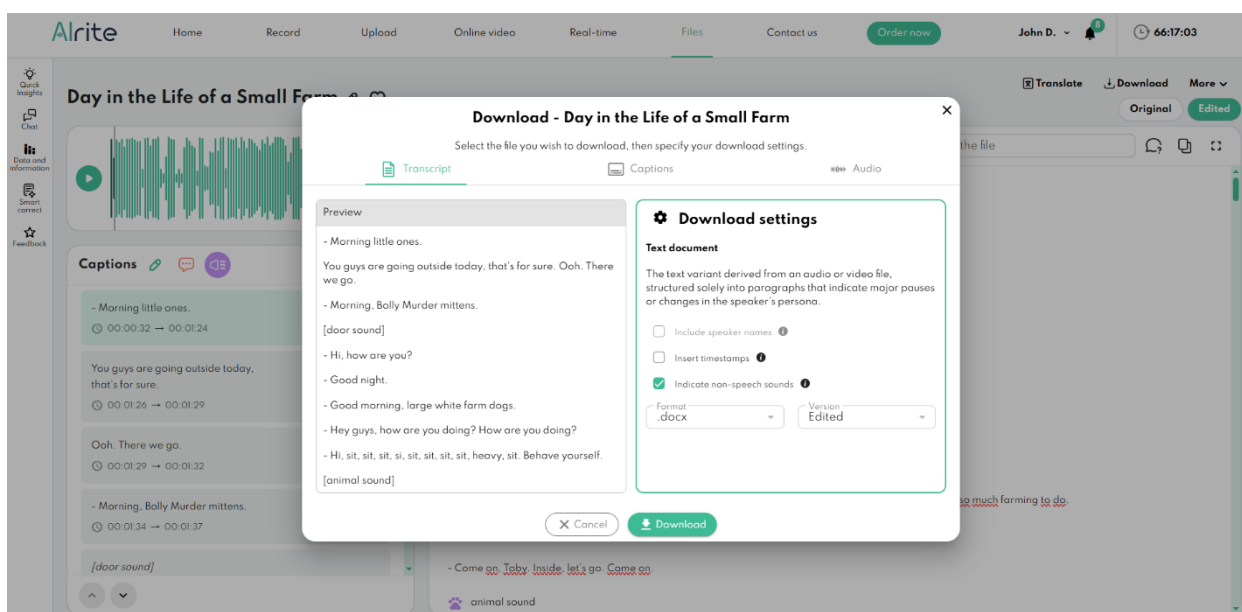 Alrite
Home Record Upload Online video Real-time Files Contact us Order now John D. 8 66:17:03
Quick
Insights
Chat
Data and
information
Smart
correct
Feedback
Day in the Life of a Small Farm
Translate Download More
Original Edited
the file
Captions
- Morning little ones.
00:00:32 → 00:01:24
You guys are going outside today,
that's for sure.
00:01:26 → 00:01:29
Ooh. There we go.
00:01:29 → 00:01:32
- Morning, Bolly Murder mittens.
00:01:34 → 00:01:37
[door sound]
Download - Day in the Life of a Small Farm
Select the file you wish to download, then specify your download settings.
Transcript Captions Audio
Preview
- Morning little ones.
You guys are going outside today, that's for sure. Ooh. There
we go.
- Morning, Bolly Murder mittens.
[door sound]
- Hi, how are you?
- Good night.
- Good morning, large white farm dogs.
- Hey guys, how are you doing? How are you doing?
- Hi, sit, sit, sit, si, sit, sit, sit, sit, heavy, sit. Behave yourself.
[animal sound]
Download settings
Text document
The text variant derived from an audio or video file,
structured solely into paragraphs that indicate major pauses
or changes in the speaker's persona.
Include speaker names
Insert timestamps
Indicate non-speech sounds
Format
.docx
Version
Edited
Cancel Download
so much farming to do.
- Come on, Toby. Inside, let's go. Come on.
animal sound